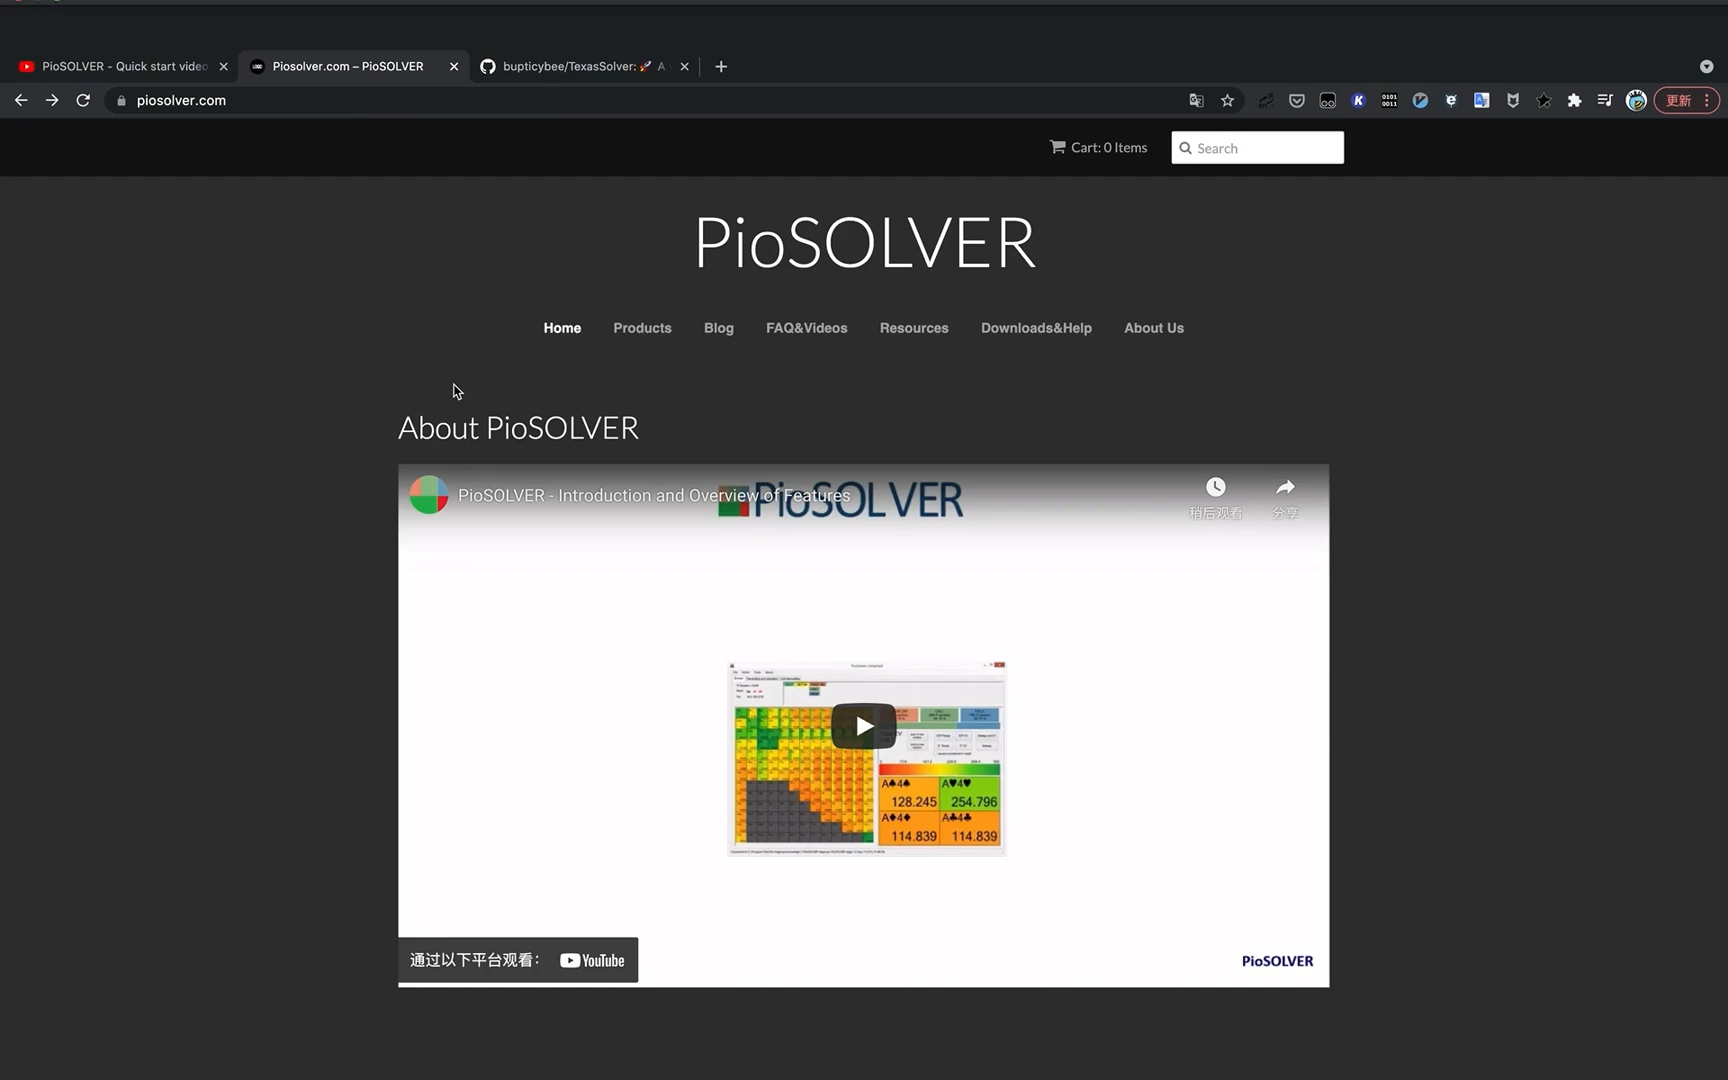 PioSOLVER - Quick start video
Piosolver.com – PioSOLVER
bupticybee/TexasSolver: 🚀 A
piosolver.com
更新
Cart: 0 Items
Search
PioSOLVER
Home Products Blog FAQ&Videos Resources Downloads&Help About Us
About PioSOLVER
PioSOLVER - Introduction and Overview of Features
PioSOLVER
稍后观看 分享
A♠4♠ A♥4♥
128.245 254.796
A♦4♦ A♣4♣
114.839 114.839
通过以下平台观看： YouTube
PioSOLVER